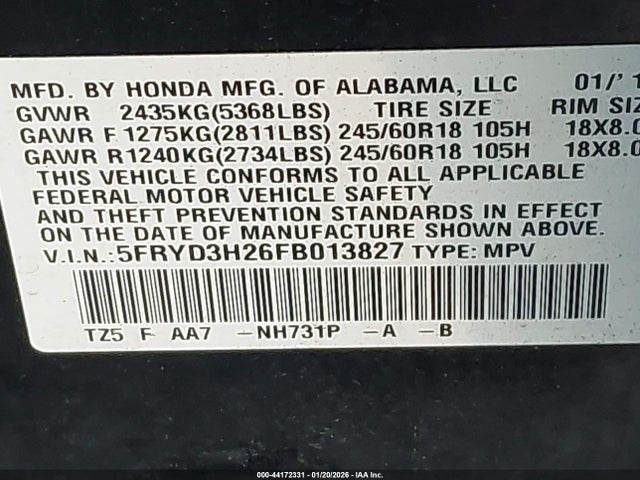 MFD. BY HONDA MFG. OF ALABAMA, LLC 01/'1
GVWR 2435KG(5368LBS) TIRE SIZE RIM SIZ
GAWR F 1275KG(2811LBS) 245/60R18 105H 18X8.0
GAWR R 1240KG(2734LBS) 245/60R18 105H 18X8.0
THIS VEHICLE CONFORMS TO ALL APPLICABLE
FEDERAL MOTOR VEHICLE SAFETY
AND THEFT PREVENTION STANDARDS IN EFFECT
ON THE DATE OF MANUFACTURE SHOWN ABOVE.
V.I.N.:5FRYD3H26FB013827 TYPE: MPV
TZ5 F AA7 -NH731P -A -B
000-44172331 - 01/20/2026 - IAA Inc.